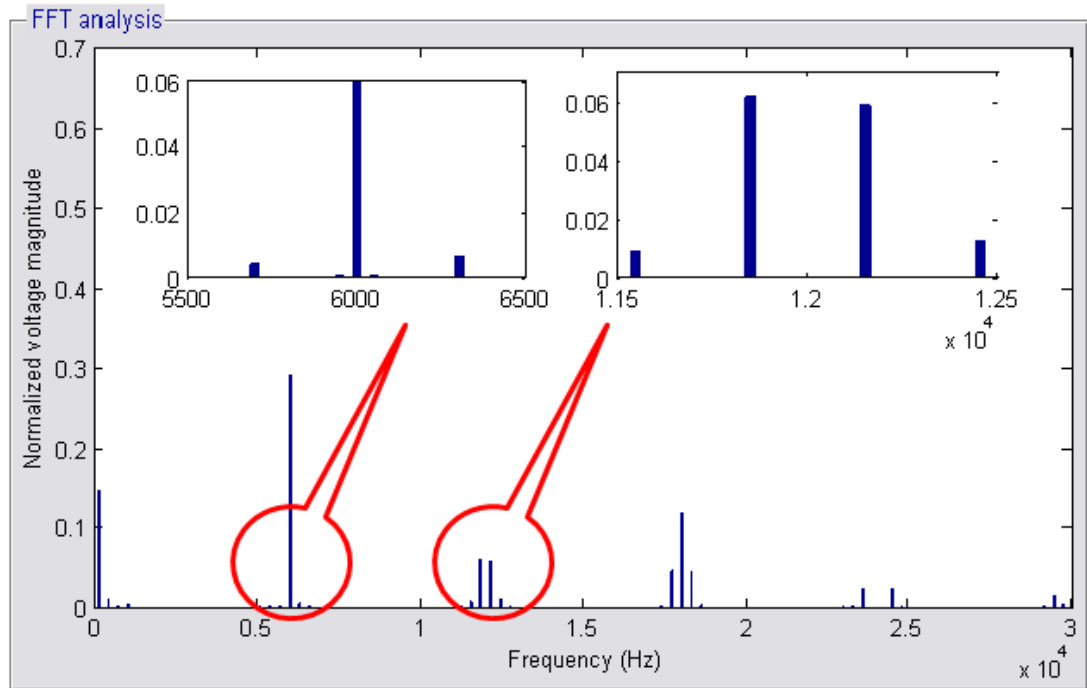 FFT analysis
Normalized voltage magnitude
0.7
0.6
0.5
0.4
0.3
0.2
0.1
0
0.06
0.04
0.02
0
5500 6000 6500
0.06
0.04
0.02
0
1.15 1.2 1.25
x 10^4
0 0.5 1 1.5 2 2.5 3
Frequency (Hz)
x 10^4